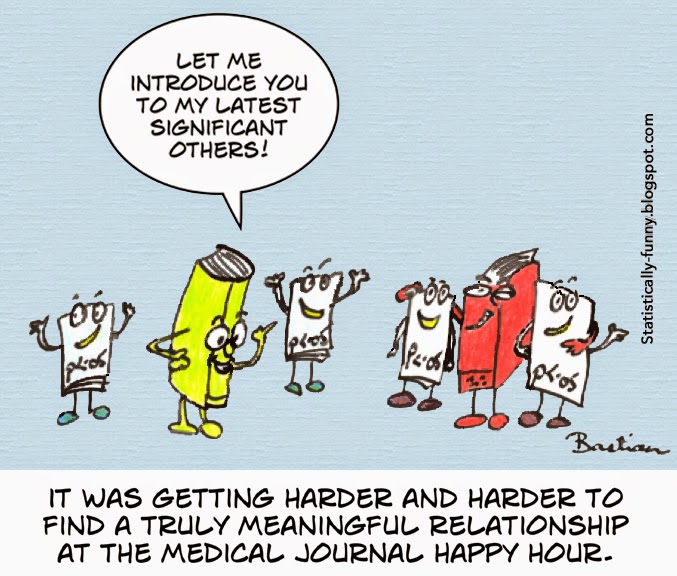 LET ME
INTRODUCE YOU
TO MY LATEST
SIGNIFICANT
OTHERS!
Statistically-funny.blogspot.com
p<·05
p<·05
p<·05
p<·05
Bastian
IT WAS GETTING HARDER AND HARDER TO
FIND A TRULY MEANINGFUL RELATIONSHIP
AT THE MEDICAL JOURNAL HAPPY HOUR.